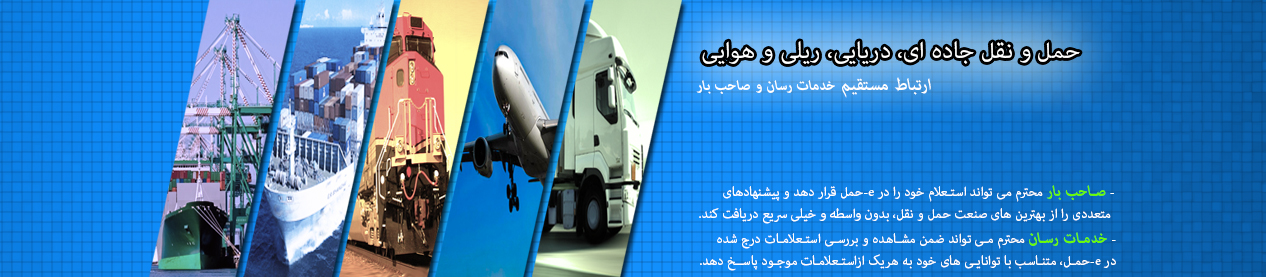 حمل و نقل جاده ای، دریایی، ریلی و هوایی
ارتباط مستقیم خدمات رسان و صاحب بار
- صاحب بار محترم می تواند استعلام خود را در e-حمل قرار دهد و پیشنهادهای
متعددی را از بهترین های صنعت حمل و نقل، بدون واسطه و خیلی سریع دریافت کند.
- خدمات رسان محترم می تواند ضمن مشاهده و بررسی استعلامات درج شده
در e-حمل، متناسب با توانایی های خود به هریک ازاستعلامات موجود پاسخ دهد.